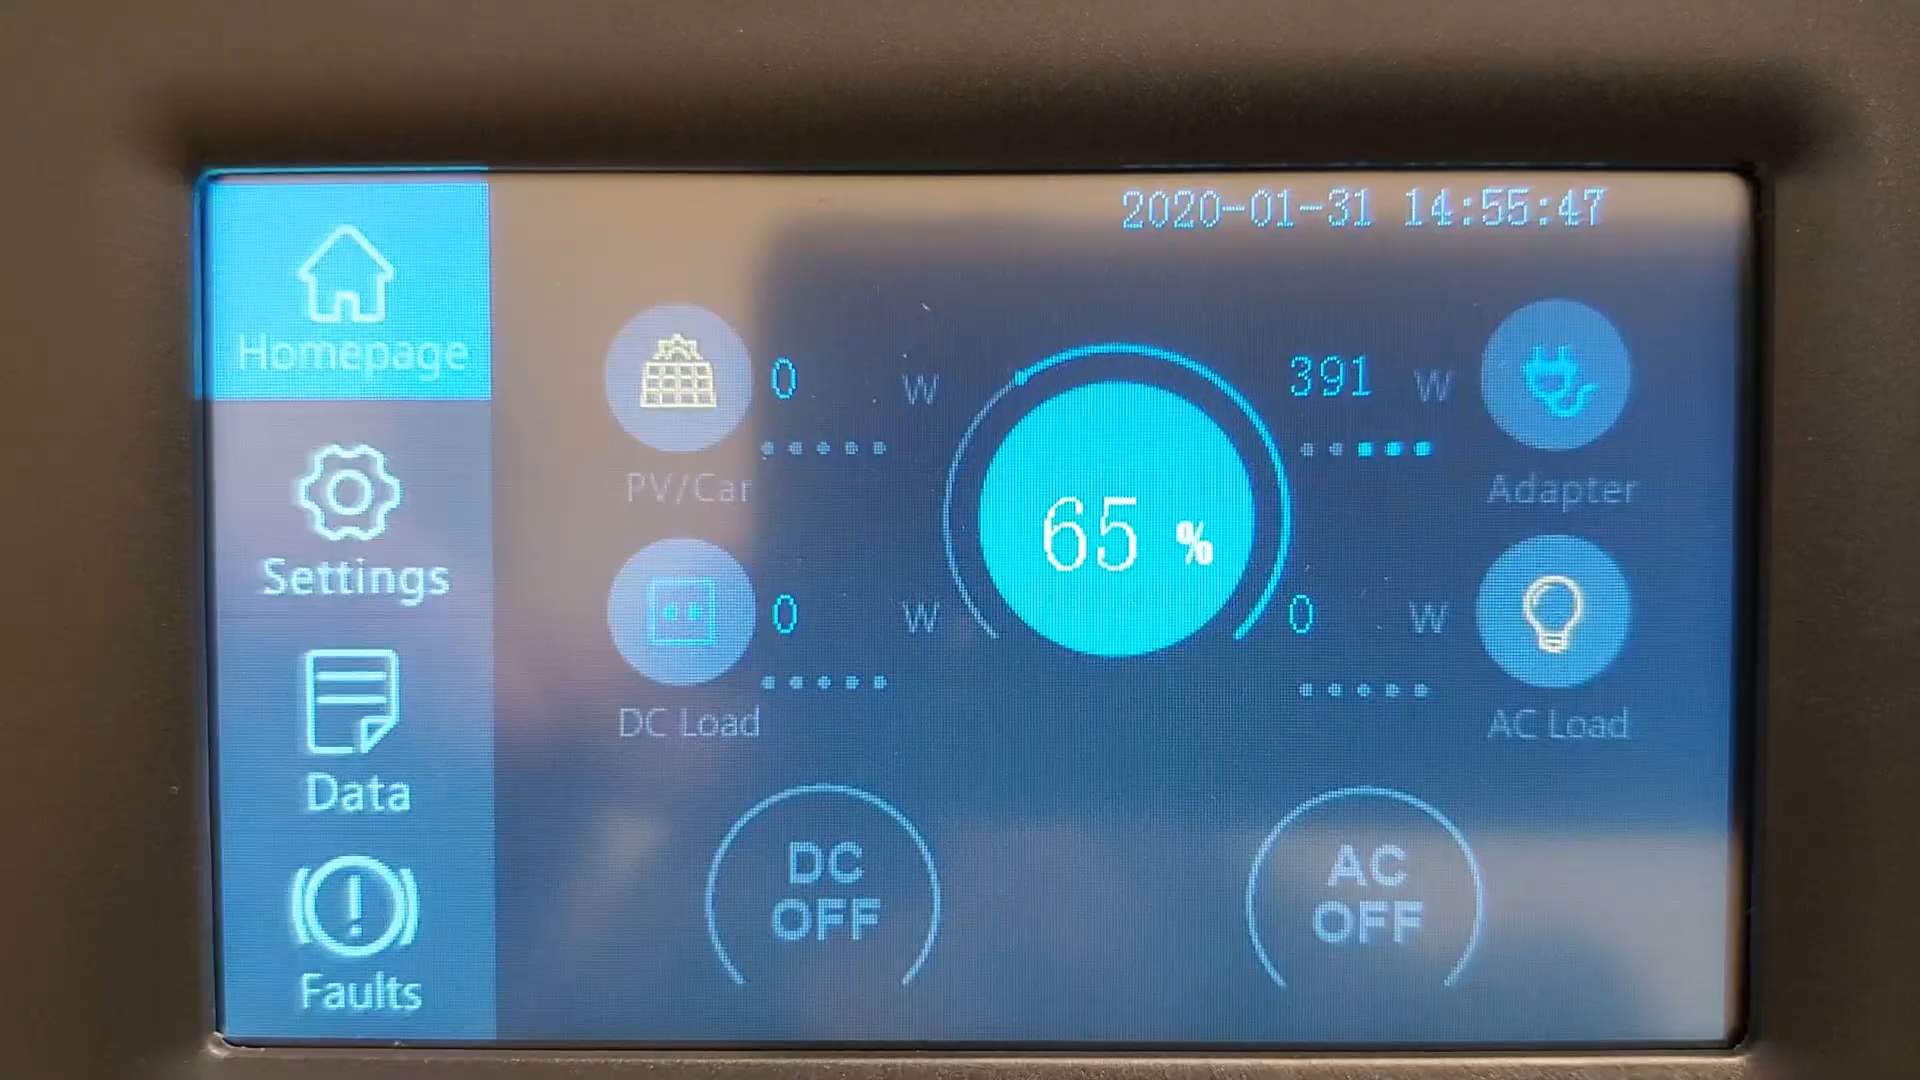 2020-01-31 14:55:47
Homepage
Settings
Data
Faults
0 W
PV/Car
391 W
Adapter
65 %
0 W
DC Load
0 W
AC Load
DC
OFF
AC
OFF